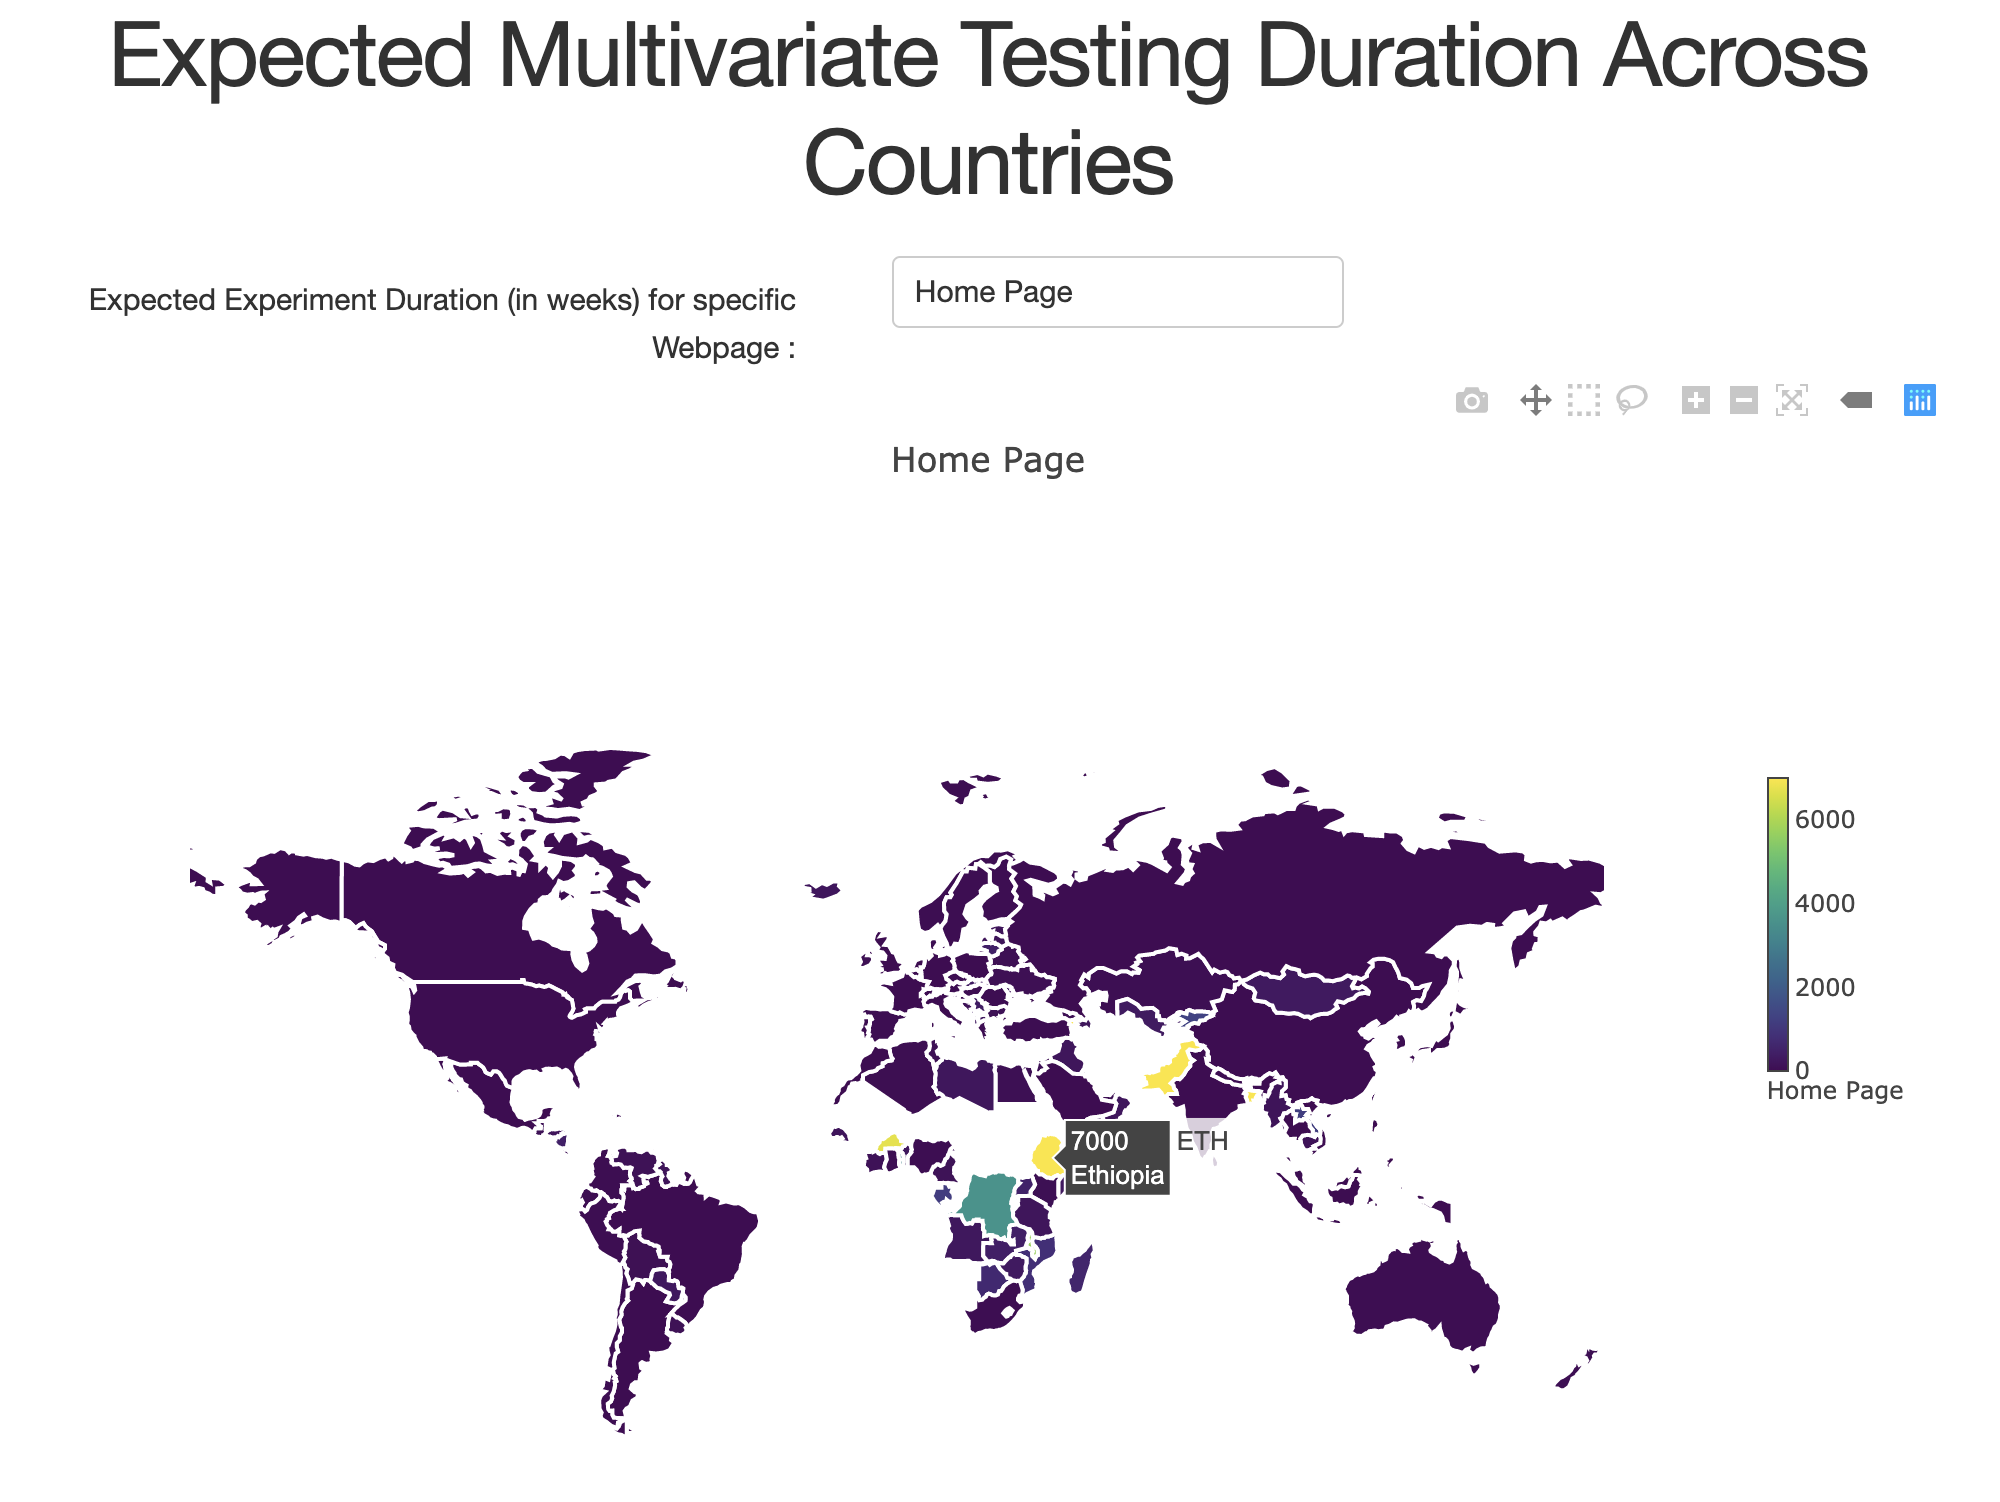 Expected Multivariate Testing Duration Across
Countries
Expected Experiment Duration (in weeks) for specific
Webpage :
Home Page
Home Page
6000
4000
2000
0
Home Page
7000
Ethiopia
ETH